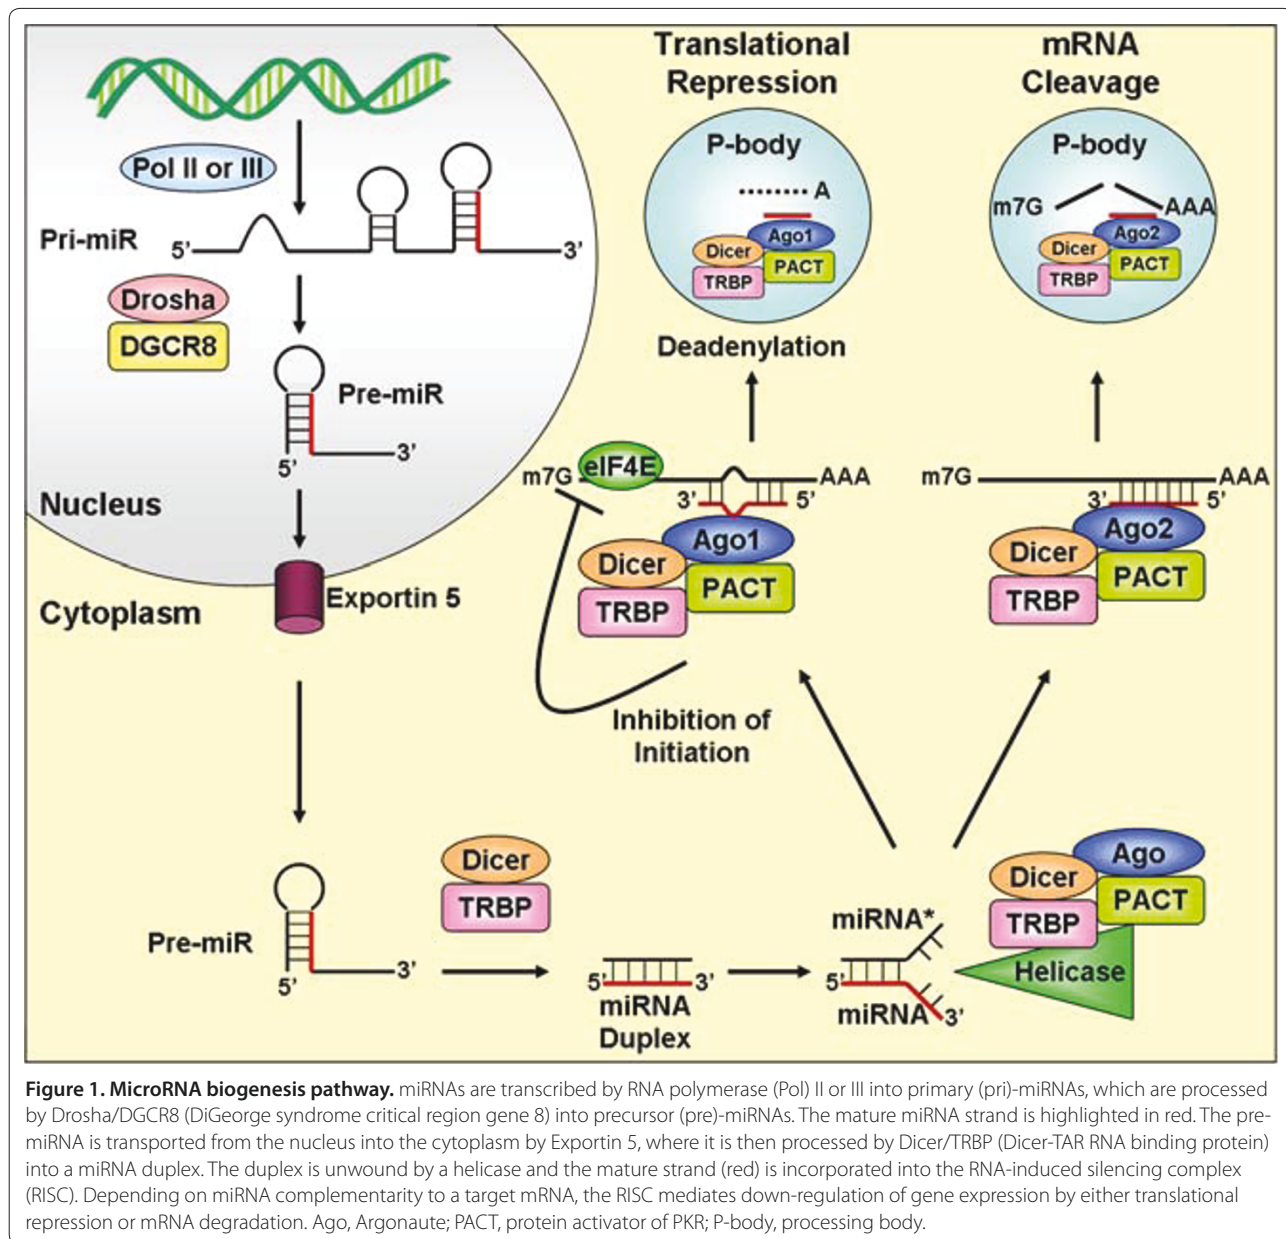 Translational
Repression
mRNA
Cleavage
P-body
A
Ago1
Dicer
PACT
TRBP
Deadenylation
P-body
m7G
AAA
Ago2
Dicer
PACT
TRBP
Pol II or III
Pri-miR
5’
3’
Drosha
DGCR8
Pre-miR
3’
5’
Nucleus
Exportin 5
Cytoplasm
m7G
eIF4E
AAA
3’
5’
Ago1
Dicer
PACT
TRBP
Inhibition of
Initiation
m7G
AAA
3’
5’
Ago2
Dicer
PACT
TRBP
Pre-miR
3’
5’
Dicer
TRBP
5’
3’
miRNA
Duplex
miRNA*
5’
miRNA
3’
Ago
Dicer
PACT
TRBP
Helicase
Figure 1. MicroRNA biogenesis pathway. miRNAs are transcribed by RNA polymerase (Pol) II or III into primary (pri)-miRNAs, which are processed
by Drosha/DGCR8 (DiGeorge syndrome critical region gene 8) into precursor (pre)-miRNAs. The mature miRNA strand is highlighted in red. The pre-
miRNA is transported from the nucleus into the cytoplasm by Exportin 5, where it is then processed by Dicer/TRBP (Dicer-TAR RNA binding protein)
into a miRNA duplex. The duplex is unwound by a helicase and the mature strand (red) is incorporated into the RNA-induced silencing complex
(RISC). Depending on miRNA complementarity to a target mRNA, the RISC mediates down-regulation of gene expression by either translational
repression or mRNA degradation. Ago, Argonaute; PACT, protein activator of PKR; P-body, processing body.